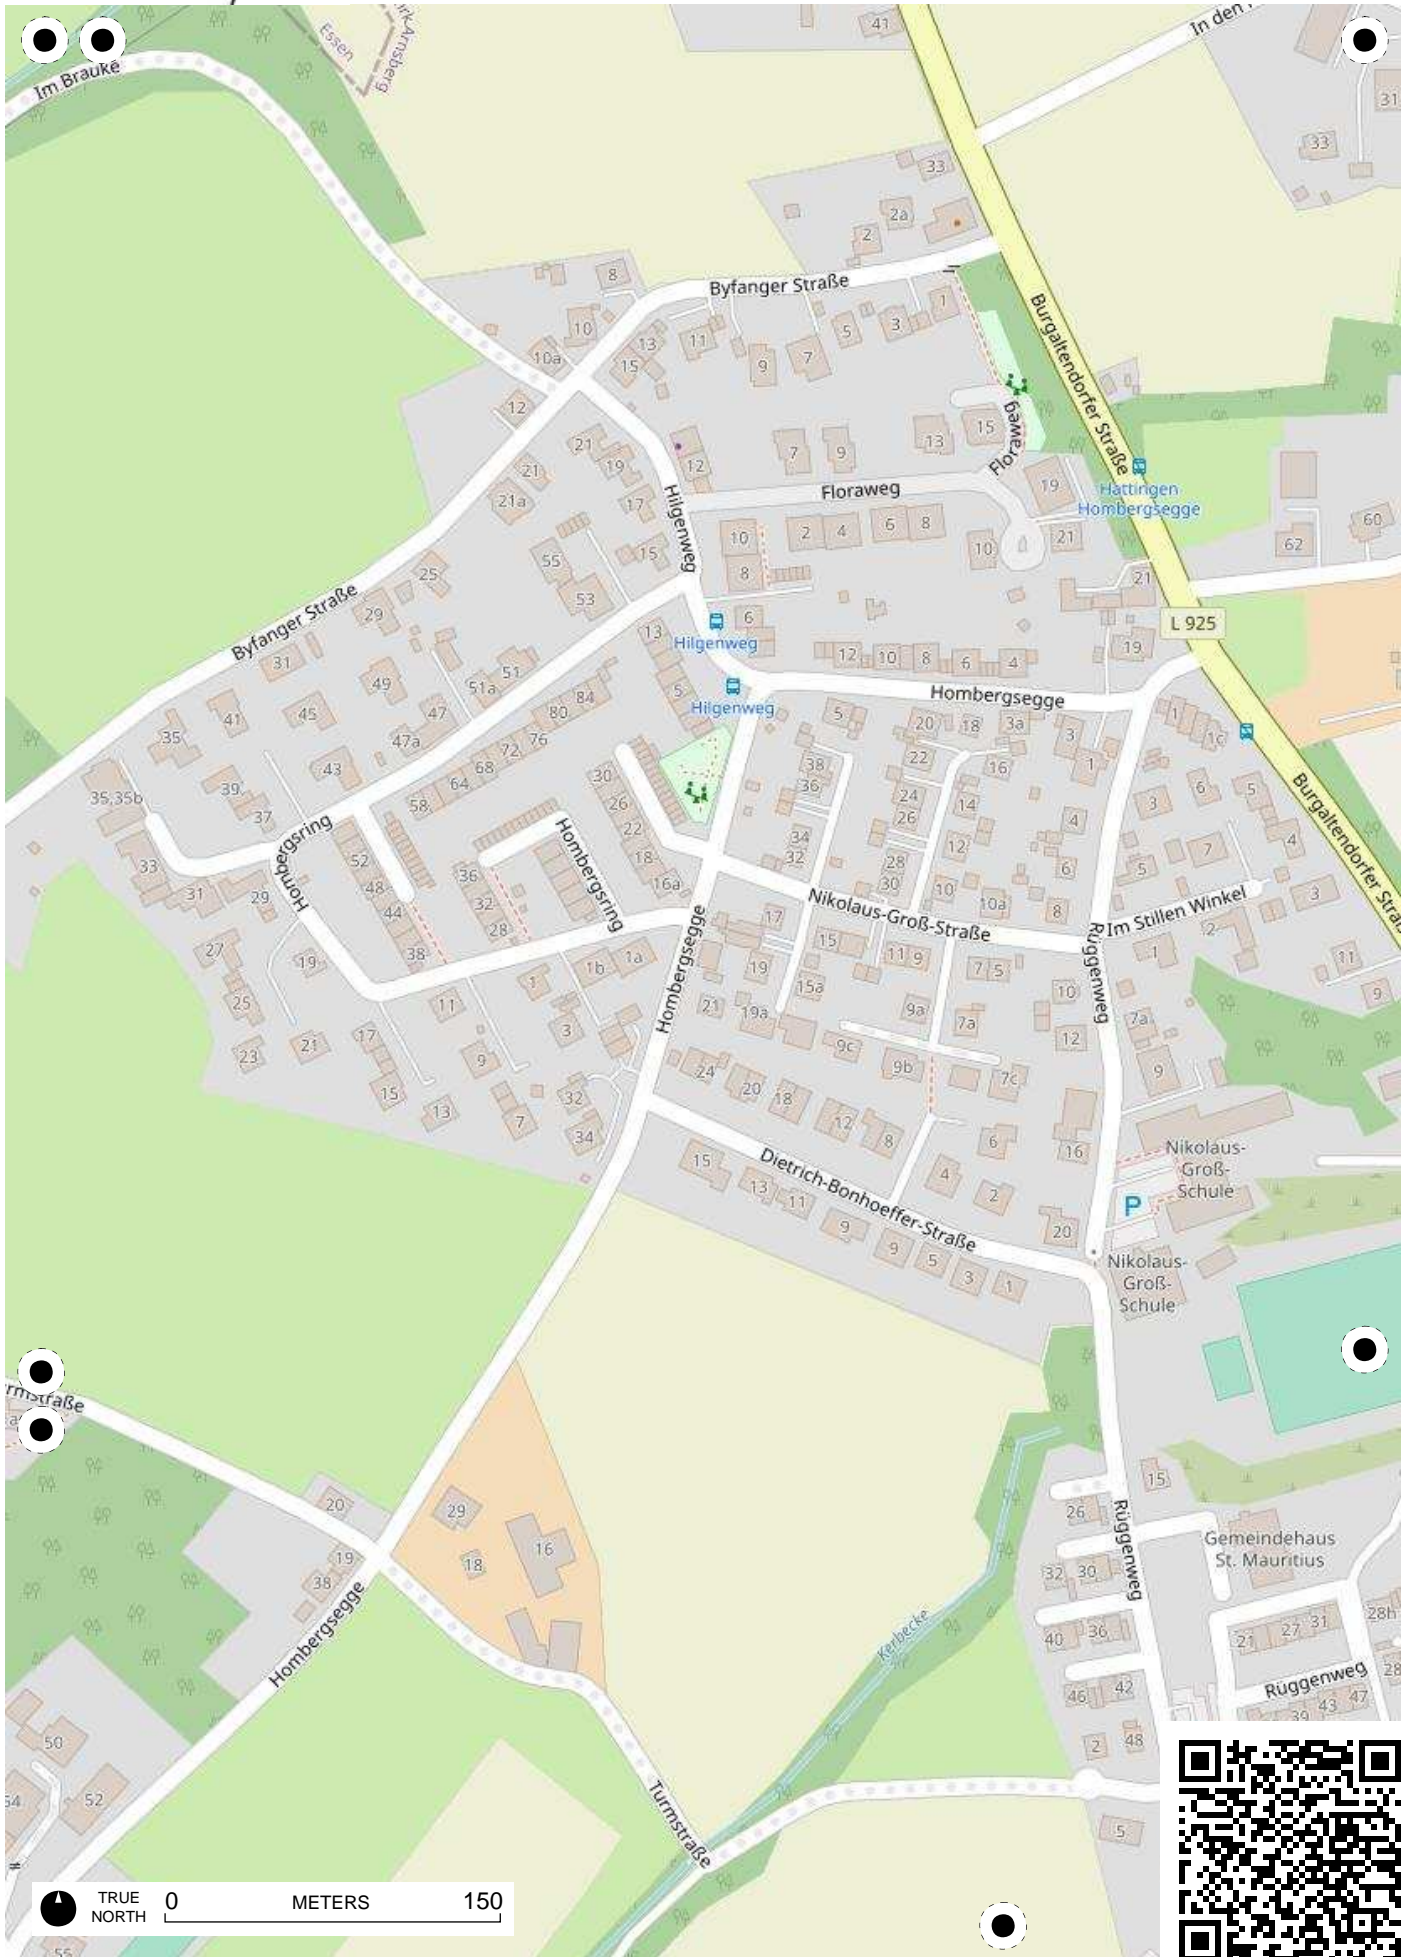 Im Brauke
Essen
Arnsberg
41
In den
31
33
33
2a
2
Byfanger Straße
8
10
10a
13
15
11
9
7
5
3
1
Burgaltendorfer Straße
12
21
19
21
21a
17
12
7
9
13
15
Floraweg
Floraweg
19
Hattingen
Hombergsegge
Hilgenweg
10
8
2
4
6
8
10
21
60
62
55
15
53
25
29
21
L 925
Byfanger Straße
31
13
Hilgenweg
6
12
10
8
6
4
19
49
51
51a
5
Hilgenweg
Hombergsegge
84
80
76
72
68
64
58
41
45
47
47a
35
43
5
20
18
3a
3
1
1
1c
22
16
38
36
30
26
22
18
16a
39
37
35,35b
24
26
14
3
6
5
Burgaltendorfer Straße
Hombergsring
Hombergsring
34
32
12
4
7
4
33
52
48
44
38
36
32
28
28
30
10
10a
6
5
8
3
31
29
Hombergsring
Nikolaus-Groß-Straße
Im Stillen Winkel
17
15
11
9
7
5
2
1
27
19
1
1b
1a
19
15a
Rüggenweg
11
9
25
11
Hombergsegge
21
19a
9a
7a
10
7a
12
23
21
17
3
9
9c
9b
7c
9
15
13
7
32
34
24
20
18
12
8
6
16
Nikolaus-
Groß-
Schule
15
13
11
9
9
5
3
1
Dietrich-Bonhoeffer-Straße
4
2
20
P
Nikolaus-
Groß-
Schule
rmstraße
20
29
16
18
19
38
Hombergsegge
15
26
Rüggenweg
Gemeindehaus
St. Mauritius
32
30
40
36
21
27
31
28h
28
Rüggenweg
46
42
39
43
47
2
48
Kerbecke
50
52
54
Turmstraße
5
55
TRUE
NORTH
0
METERS
150